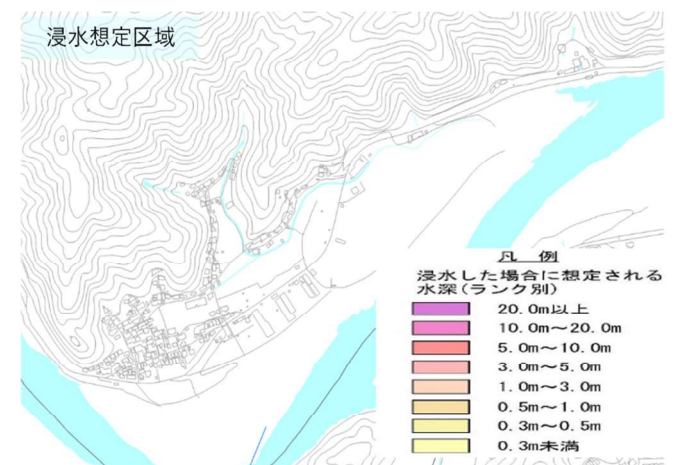 浸水想定区域
凡 例
浸水した場合に想定される
水深(ランク別)
20.0m以上
10.0m～20.0m
5.0m～10.0m
3.0m～5.0m
1.0m～3.0m
0.5m～1.0m
0.3m～0.5m
0.3m未満